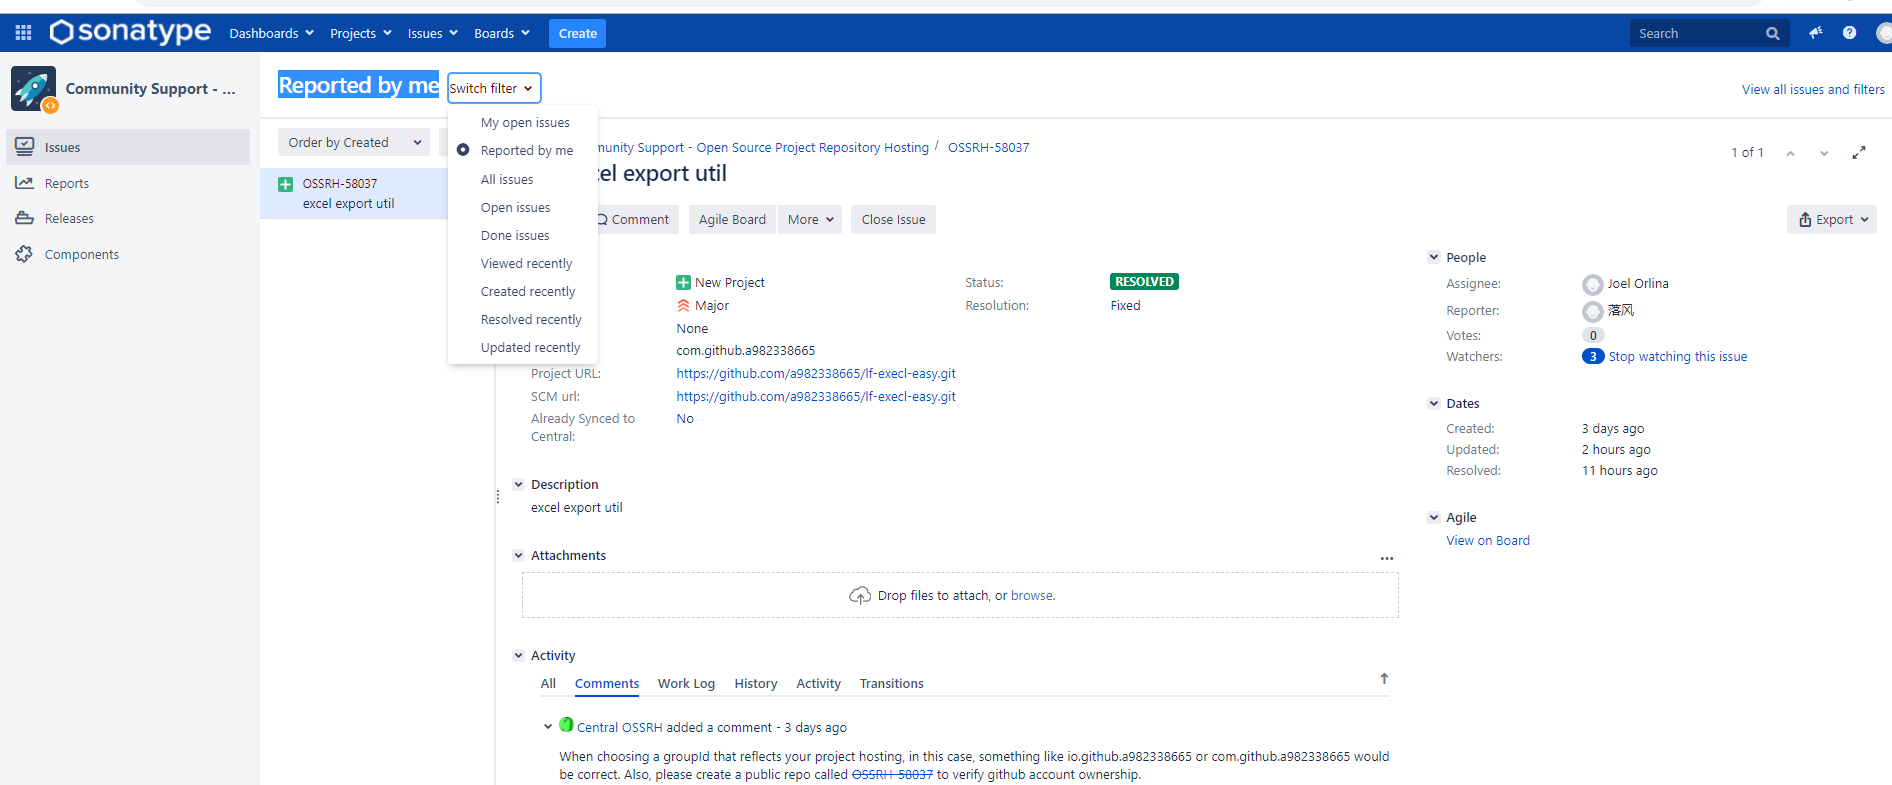 sonatype Dashboards Projects Issues Boards Create Search
Community Support - ...
Issues
Reports
Releases
Components
Reported by me Switch filter
View all issues and filters
My open issues
Reported by me
All issues
Open issues
Done issues
Viewed recently
Created recently
Resolved recently
Updated recently
Order by Created
OSSRH-58037
excel export util
munity Support - Open Source Project Repository Hosting / OSSRH-58037
1 of 1
cel export util
Comment Agile Board More Close Issue Export
New Project Status: RESOLVED
Major Resolution: Fixed
None
com.github.a982338665
Project URL: https://github.com/a982338665/lf-execl-easy.git
SCM url: https://github.com/a982338665/lf-execl-easy.git
Already Synced to No
Central:
Description
excel export util
Attachments ...
Drop files to attach, or browse.
Activity
All Comments Work Log History Activity Transitions
Central OSSRH added a comment - 3 days ago
When choosing a groupId that reflects your project hosting, in this case, something like io.github.a982338665 or com.github.a982338665 would
be correct. Also, please create a public repo called OSSRH-58037 to verify github account ownership.
People
Assignee: Joel Orlina
Reporter: 落风
Votes: 0
Watchers: 3 Stop watching this issue
Dates
Created: 3 days ago
Updated: 2 hours ago
Resolved: 11 hours ago
Agile
View on Board